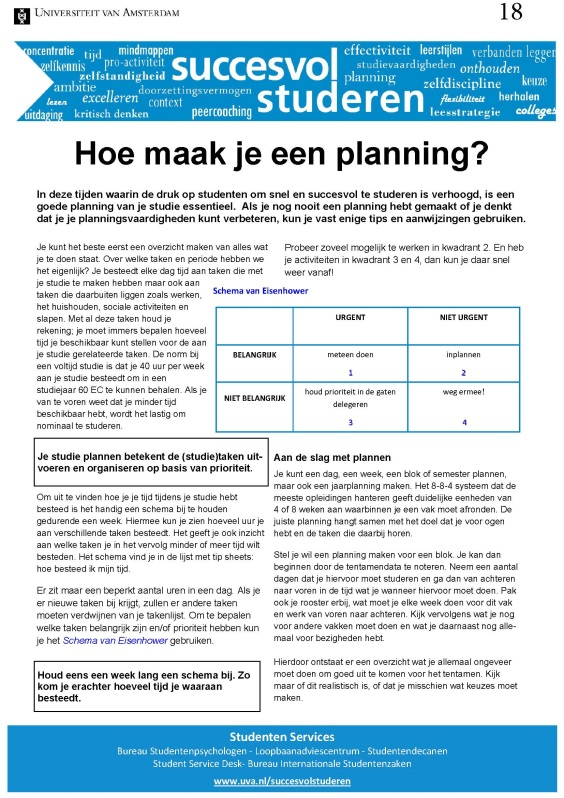 UNIVERSITEIT VAN AMSTERDAM
18
concentratie tijd mindmappen effectiviteit leerstijlen verbanden leggen
zelfkennis pro-activiteit succesvol studievaardigheden onthouden
zelfstandigheid planning zelfdiscipline keuze
ambitie doorzettingsvermogen studeren
lezen excelleren context flexibiliteit herhalen
uitdaging kritisch denken peercoaching leesstrategie colleges
Hoe maak je een planning?
In deze tijden waarin de druk op studenten om snel en succesvol te studeren is verhoogd, is een
goede planning van je studie essentieel. Als je nog nooit een planning hebt gemaakt of je denkt
dat je je planningsvaardigheden kunt verbeteren, kun je vast enige tips en aanwijzingen gebruiken.
Je kunt het beste eerst een overzicht maken van alles wat
je te doen staat. Over welke taken en periode hebben we
het eigenlijk? Je besteedt elke dag tijd aan taken die met
je studie te maken hebben maar ook aan
taken die daarbuiten liggen zoals werken,
het huishouden, sociale activiteiten en
slapen. Met al deze taken houd je
rekening; je moet immers bepalen hoeveel
tijd je beschikbaar kunt stellen voor de aan
je studie gerelateerde taken. De norm bij
een voltijd studie is dat je 40 uur per week
aan je studie besteedt om in een
studiejaar 60 EC te kunnen behalen. Als je
van te voren weet dat je minder tijd
beschikbaar hebt, wordt het lastig om
nominaal te studeren.
Je studie plannen betekent de (studie)taken uit-
voeren en organiseren op basis van prioriteit.
Om uit te vinden hoe je je tijd tijdens je studie hebt
besteed is het handig een schema bij te houden
gedurende een week. Hiermee kun je zien hoeveel uur je
aan verschillende taken besteedt. Het geeft je ook inzicht
aan welke taken je in het vervolg minder of meer tijd wilt
besteden. Het schema vind je in de lijst met tip sheets:
hoe besteed ik mijn tijd.
Er zit maar een beperkt aantal uren in een dag. Als je
er nieuwe taken bij krijgt, zullen er andere taken
moeten verdwijnen van je takenlijst. Om te bepalen
welke taken belangrijk zijn en/of prioriteit hebben kun
je het Schema van Eisenhower gebruiken.
Houd eens een week lang een schema bij. Zo
kom je erachter hoeveel tijd je waaraan
besteedt.
Probeer zoveel mogelijk te werken in kwadrant 2. En heb
je activiteiten in kwadrant 3 en 4, dan kun je daar snel
weer vanaf!
Schema van Eisenhower
URGENT NIET URGENT
BELANGRIJK meteen doen inplannen
1 2
NIET BELANGRIJK houd prioriteit in de gaten weg ermee!
delegeren
3 4
Aan de slag met plannen
Je kunt een dag, een week, een blok of semester plannen,
maar ook een jaarplanning maken. Het 8-8-4 systeem dat de
meeste opleidingen hanteren geeft duidelijke eenheden van
4 of 8 weken aan waarbinnen je een vak moet afronden. De
juiste planning hangt samen met het doel dat je voor ogen
hebt en de taken die daarbij horen.
Stel je wil een planning maken voor een blok. Je kan dan
beginnen door de tentamendata te noteren. Neem een aantal
dagen dat je hiervoor moet studeren en ga dan van achteren
naar voren in de tijd wat je wanneer hiervoor moet doen. Pak
ook je rooster erbij, wat moet je elke week doen voor dit vak
en werk van voren naar achteren. Kijk vervolgens wat je nog
voor andere vakken moet doen en wat je daarnaast nog alle-
maal voor bezigheden hebt.
Hierdoor ontstaat er een overzicht wat je allemaal ongeveer
moet doen om goed uit te komen voor het tentamen. Kijk
maar of dit realistisch is, of dat je misschien wat keuzes moet
maken.
Studenten Services
Bureau Studentenpsychologen - Loopbaanadviescentrum - Studentendecanen
Student Service Desk- Bureau Internationale Studentenzaken
www.uva.nl/succesvolstuderen